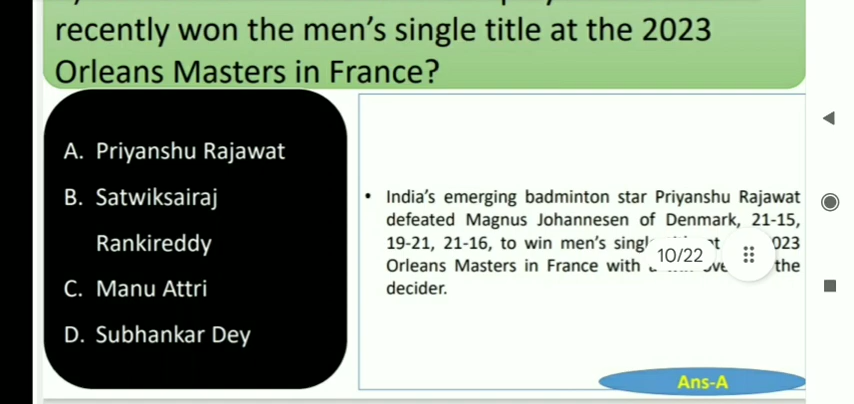 recently won the men's single title at the 2023
Orleans Masters in France?
A. Priyanshu Rajawat
B. Satwiksairaj
Rankireddy
C. Manu Attri
D. Subhankar Dey
• India's emerging badminton star Priyanshu Rajawat
defeated Magnus Johannesen of Denmark, 21-15,
19-21, 21-16, to win men's singl
Orleans Masters in France with the
decider.
10/22
Ans-A